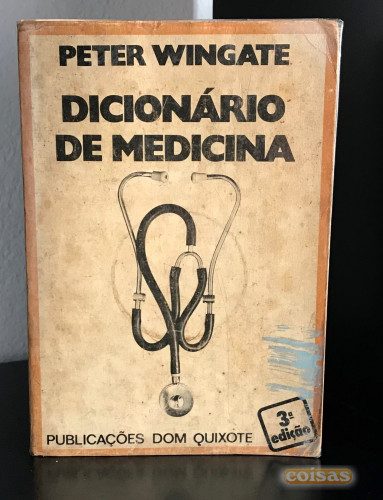 PETER WINGATE
DICIONÁRIO
DE MEDICINA
3ª
edição
PUBLICAÇÕES DOM QUIXOTE
coisas